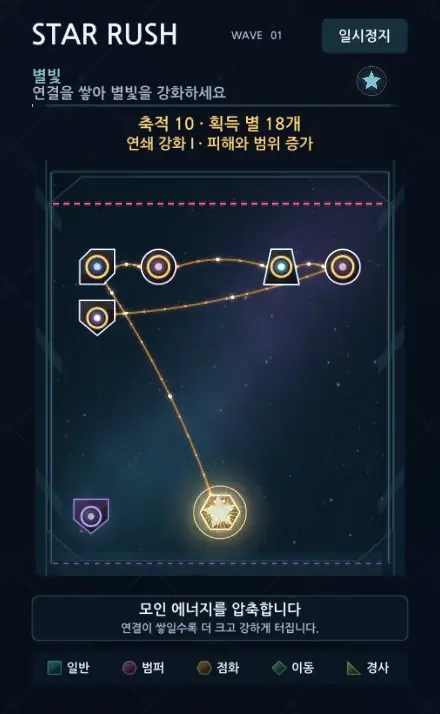 STAR RUSH
WAVE 01
일시정지
별빛
연결을 쌓아 별빛을 강화하세요
축적 10 · 획득 별 18개
연쇄 강화 I · 피해와 범위 증가
모인 에너지를 압축합니다
연결이 쌓일수록 더 크고 강하게 터집니다.
일반
범퍼
점화
이동
경사